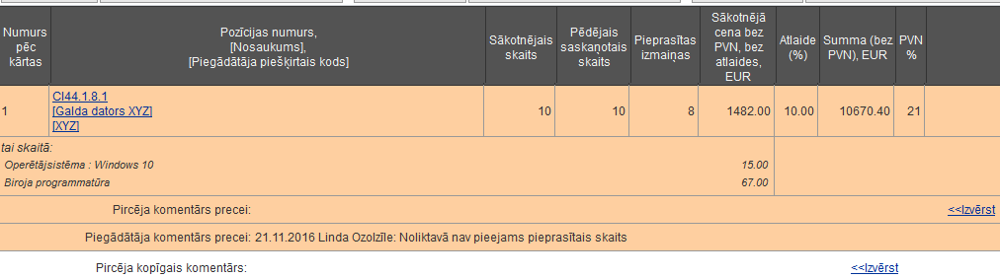 Numurs pēc kārtas
Pozīcijas numurs, [Nosaukums], [Piegādātāja piešķirtais kods]
Sākotnējais skaits
Pēdējais saskaņotais skaits
Pieprasītas izmaiņas
Sākotnējā cena bez PVN, bez atlaides, EUR
Atlaide (%)
Summa (bez PVN), EUR
PVN %
1
CI44.1.8.1
[Galda dators XYZ]
[XYZ]
10
10
8
1482.00
10.00
10670.40
21
tai skaitā:
Operētājsistēma : Windows 10 15.00
Biroja programmatūra 67.00
Pircēja komentārs precei: <<Izvērst
Piegādātāja komentārs precei: 21.11.2016 Linda Ozolzīle: Noliktavā nav pieejams pieprasītais skaits
Pircēja kopīgais komentārs: <<Izvērst